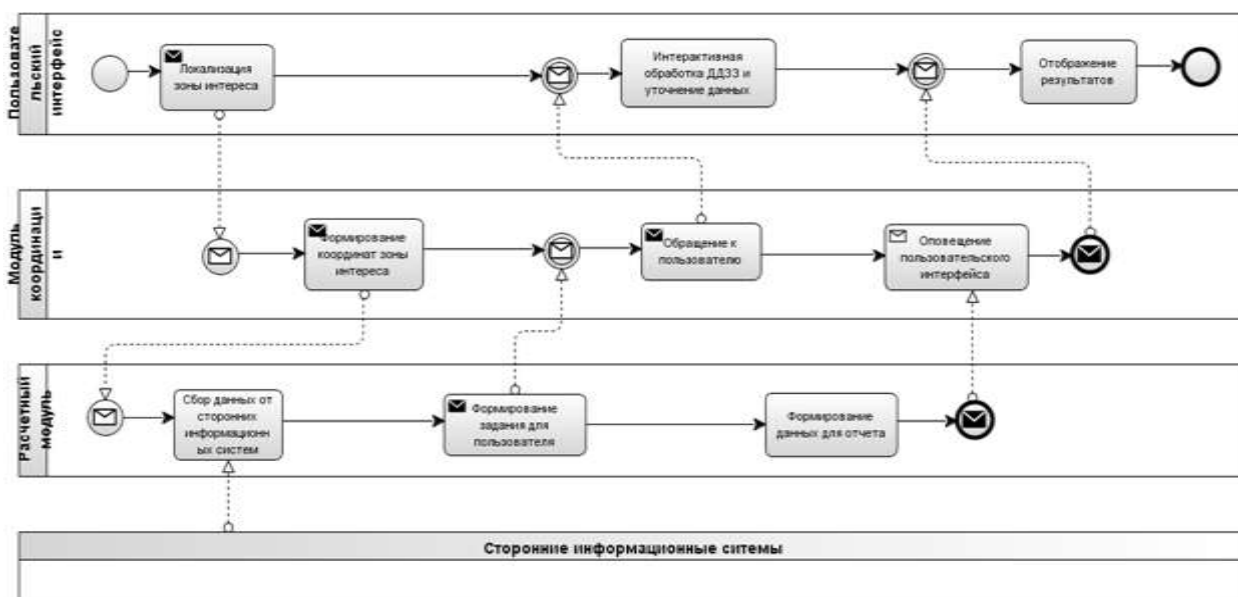 Пользовате
льский
интерфейс
Локализация
зоны интереса
Интерактивная
обработка ДДЗЗ и
уточнение данных
Отображение
результатов
Модуль
координаци
и
Формирование
координат зоны
интереса
Обращение к
пользователю
Оповещение
пользовательского
интерфейса
Расчетный
модуль
Сбор данных от
сторонних
информационн
ых систем
Формирование
задания для
пользователя
Формирование
данных для отчета
Сторонние информационные ситемы